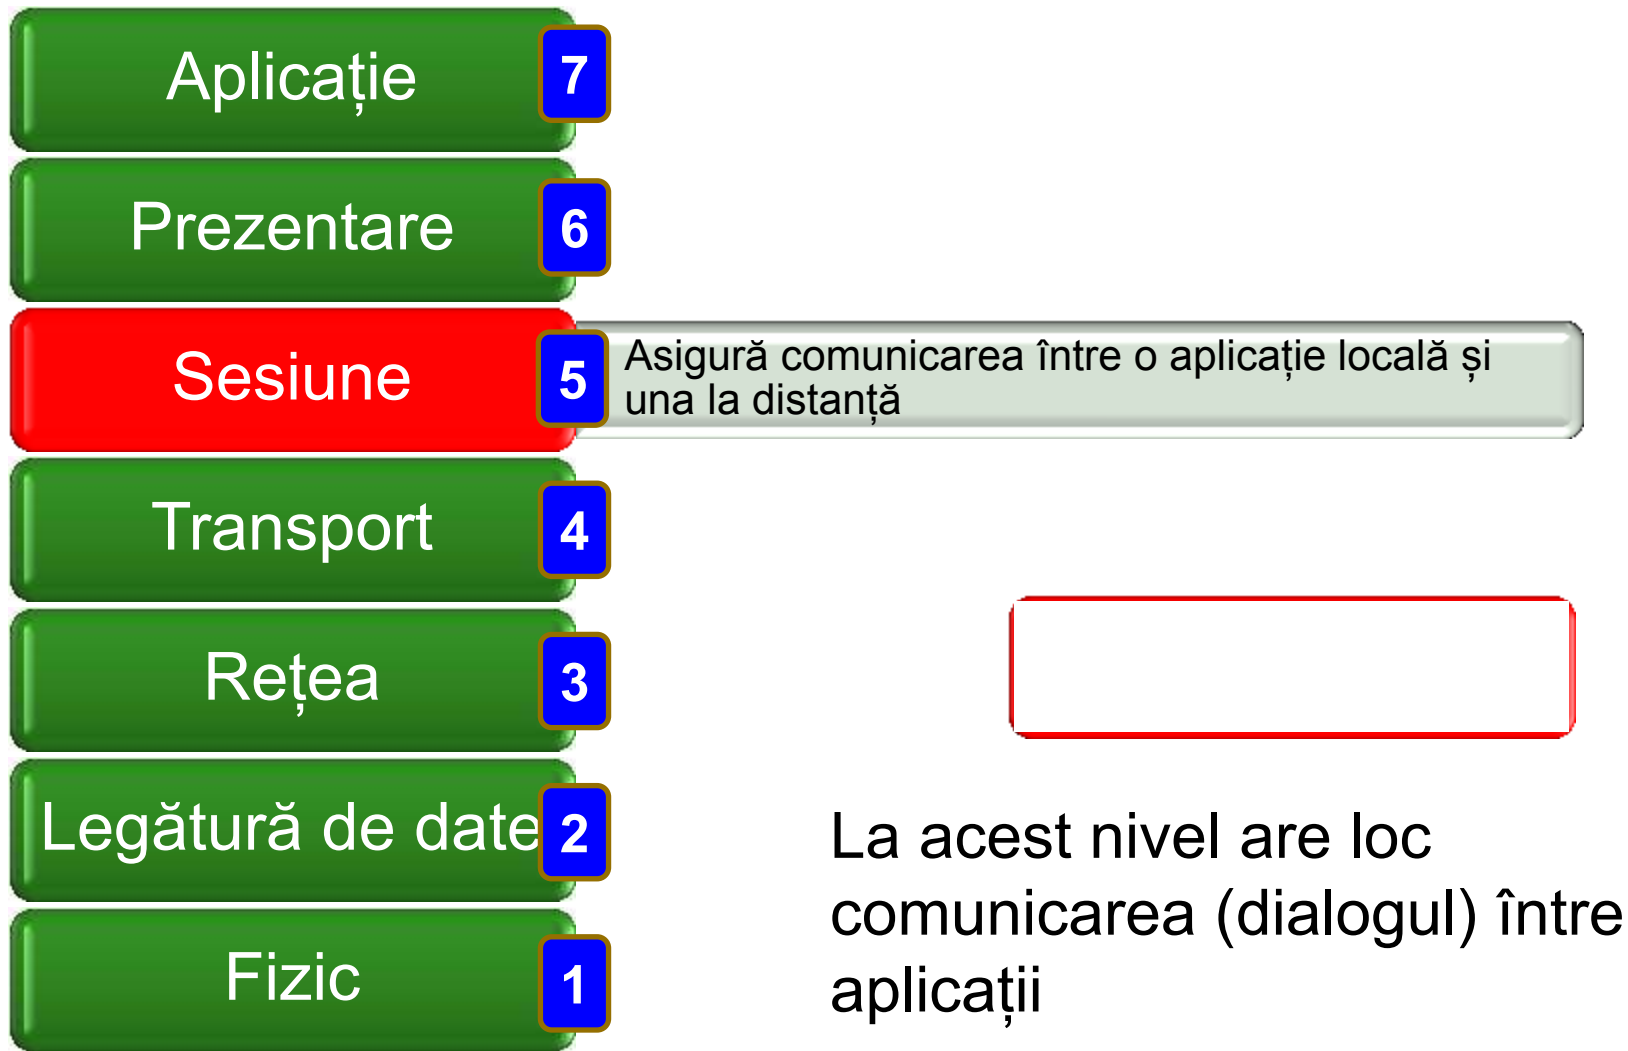 Aplicație 7
Prezentare 6
Sesiune 5
Asigură comunicarea între o aplicație locală și
una la distanță
Transport 4
Rețea 3
Legătură de date 2
Fizic 1
La acest nivel are loc
comunicarea (dialogul) între
aplicații